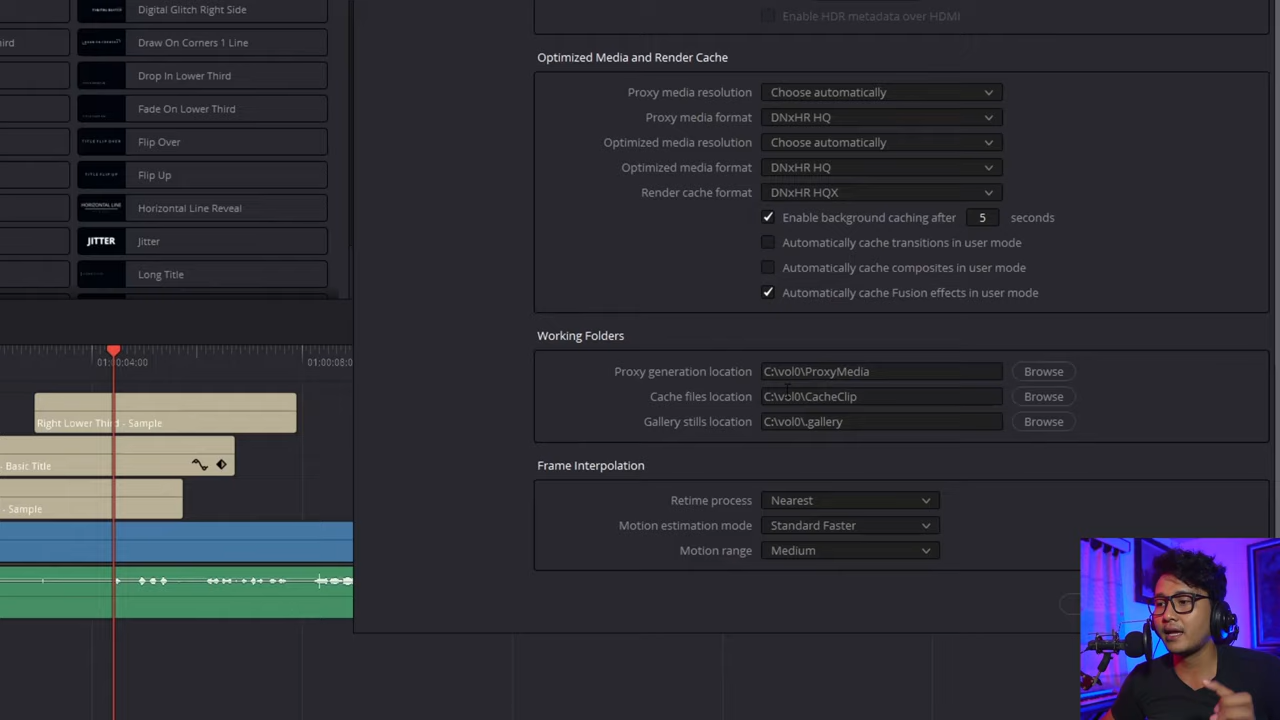 Digital Glitch Right Side
Draw On Corners 1 Line
Drop In Lower Third
Fade On Lower Third
Flip Over
TITLE FLIP UP
Flip Up
HORIZONTAL LINE
Horizontal Line Reveal
JITTER
Jitter
Long Title
01:00:04:00
01:00:08:0
Right Lower Third - Sample
- Basic Title
- Sample
Enable HDR metadata over HDMI
Optimized Media and Render Cache
Proxy media resolution Choose automatically
Proxy media format DNxHR HQ
Optimized media resolution Choose automatically
Optimized media format DNxHR HQ
Render cache format DNxHR HQX
Enable background caching after 5 seconds
Automatically cache transitions in user mode
Automatically cache composites in user mode
Automatically cache Fusion effects in user mode
Working Folders
Proxy generation location C:\vol0\ProxyMedia Browse
Cache files location C:\vol0\CacheClip Browse
Gallery stills location C:\vol0\.gallery Browse
Frame Interpolation
Retime process Nearest
Motion estimation mode Standard Faster
Motion range Medium